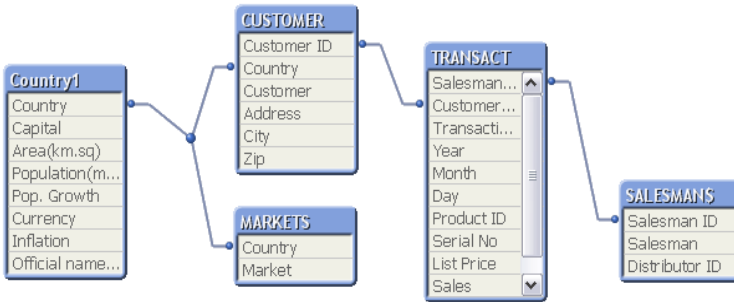 Country1
Country
Capital
Area(km.sq)
Population(m...
Pop. Growth
Currency
Inflation
Official name...
CUSTOMER
Customer ID
Country
Customer
Address
City
Zip
MARKETS
Country
Market
TRANSACT
Salesman...
Customer...
Transacti...
Year
Month
Day
Product ID
Serial No
List Price
Sales
SALESMANS
Salesman ID
Salesman
Distributor ID